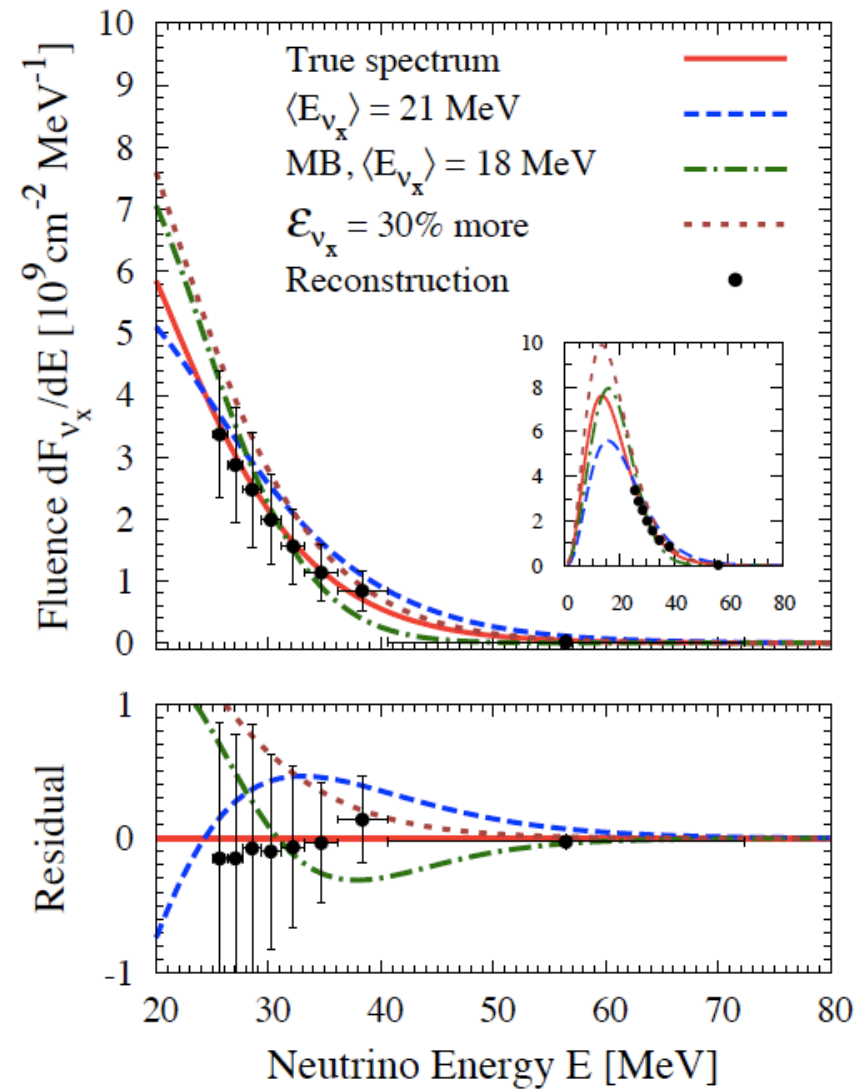 10
9
8
7
6
5
4
3
2
1
0
Fluence dF_{ν_x}/dE [10^9 cm^{-2} MeV^{-1}]
True spectrum
⟨E_{ν_x}⟩ = 21 MeV
MB, ⟨E_{ν_x}⟩ = 18 MeV
ℰ_{ν_x} = 30% more
Reconstruction
10
8
6
4
2
0
0 20 40 60 80
1
0
-1
Residual
20 30 40 50 60 70 80
Neutrino Energy E [MeV]